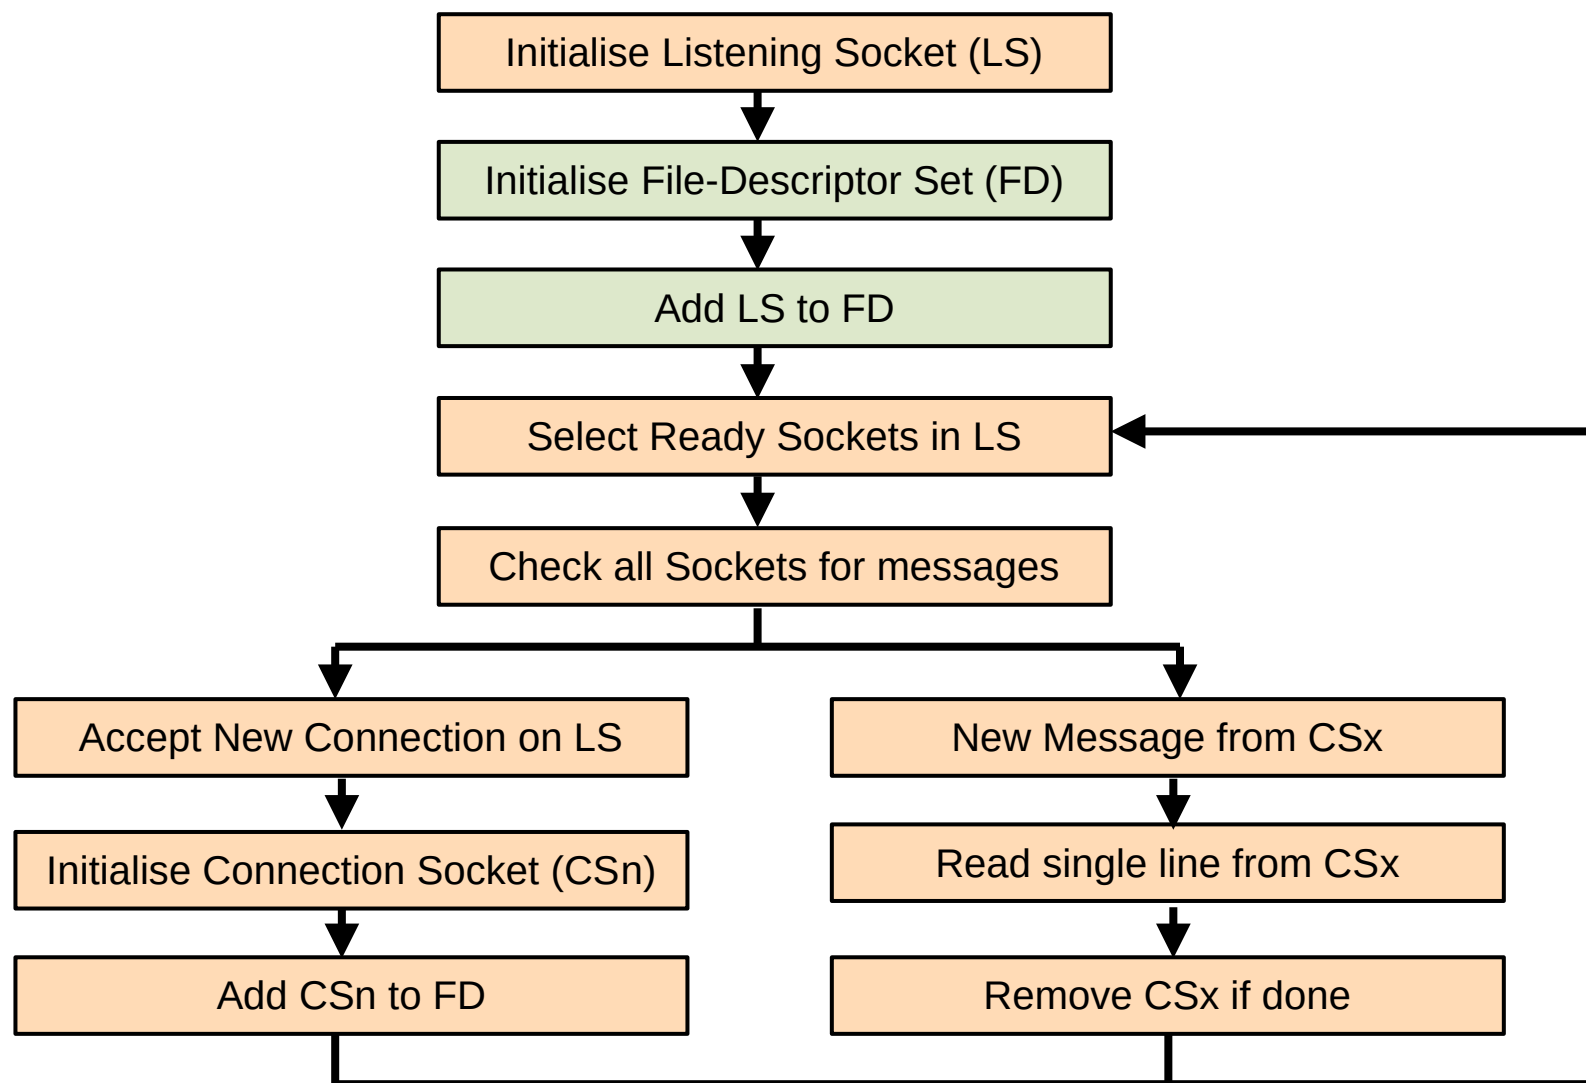 Initialise Listening Socket (LS)
Initialise File-Descriptor Set (FD)
Add LS to FD
Select Ready Sockets in LS
Check all Sockets for messages
Accept New Connection on LS
New Message from CSx
Initialise Connection Socket (CSn)
Read single line from CSx
Add CSn to FD
Remove CSx if done